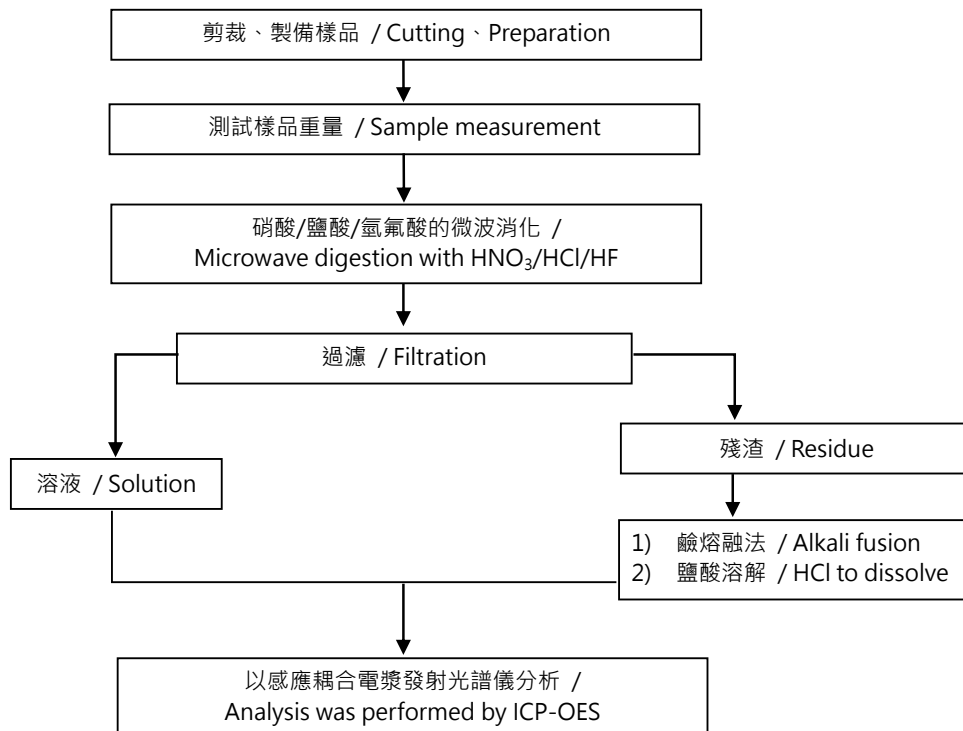 剪裁、製備樣品 / Cutting、Preparation
測試樣品重量 / Sample measurement
硝酸/鹽酸/氫氟酸的微波消化 /
Microwave digestion with HNO₃/HCl/HF
過濾 / Filtration
溶液 / Solution
殘渣 / Residue
1) 鹼熔融法 / Alkali fusion
2) 鹽酸溶解 / HCl to dissolve
以感應耦合電漿發射光譜儀分析 /
Analysis was performed by ICP-OES